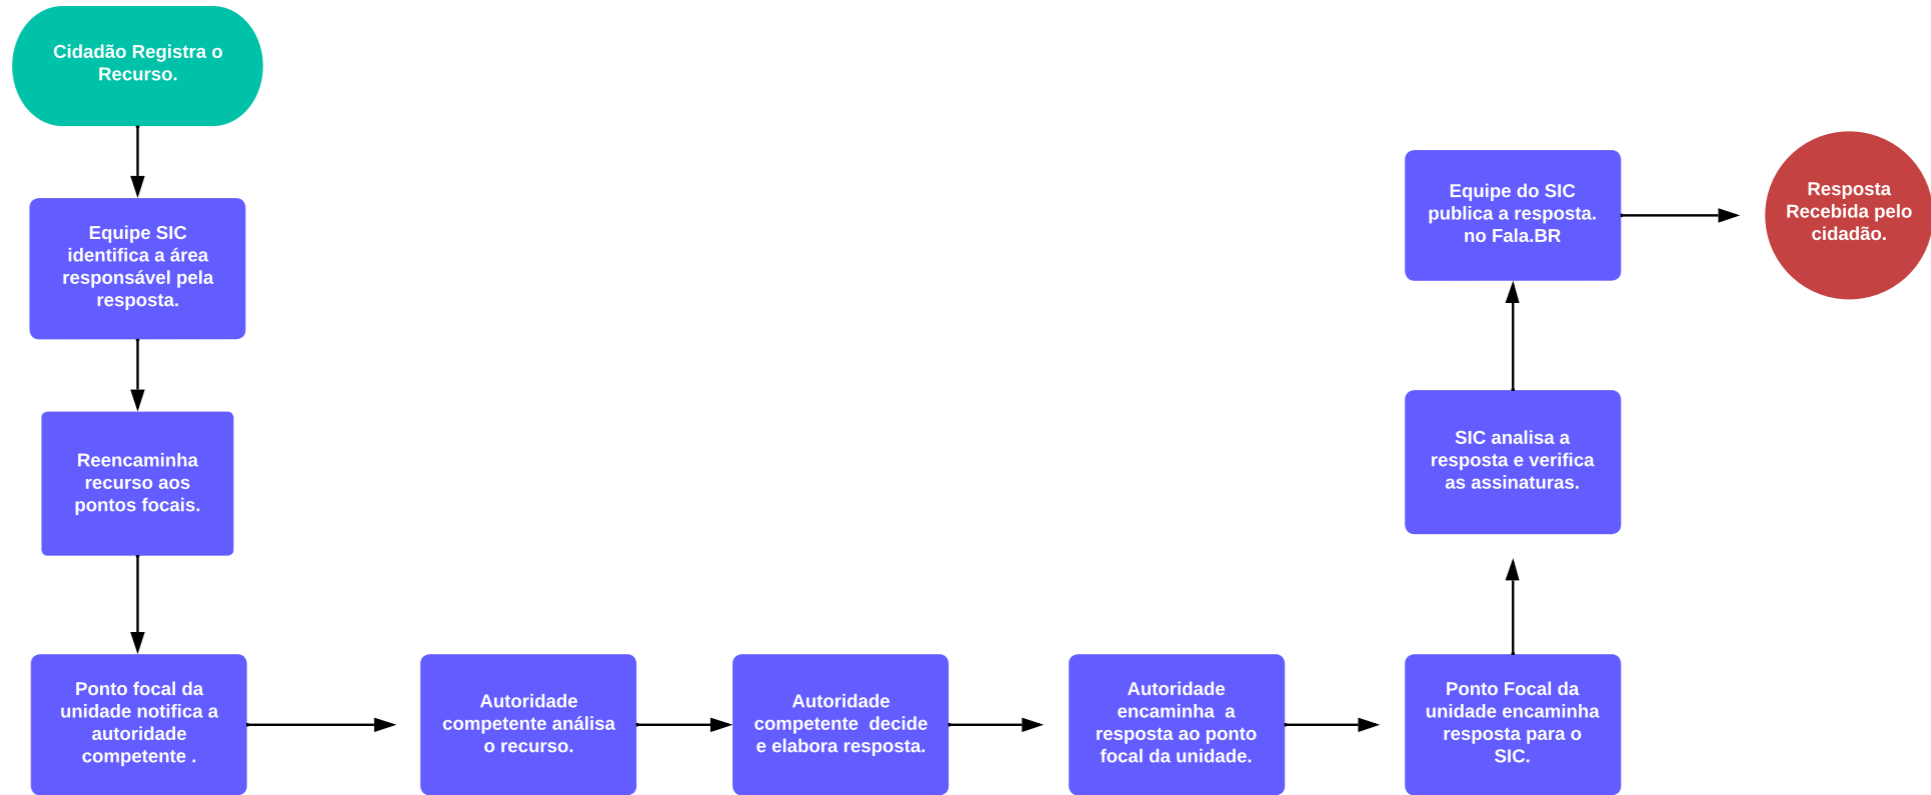 Cidadão Registra o
Recurso.
Equipe SIC
identifica a área
responsável pela
resposta.
Reencaminha
recurso aos
pontos focais.
Ponto focal da
unidade notifica a
autoridade
competente .
Autoridade
competente análisa
o recurso.
Autoridade
competente  decide
e elabora resposta.
Autoridade
encaminha  a
resposta ao ponto
focal da unidade.
Ponto Focal da
unidade encaminha
resposta para o
SIC.
SIC analisa a
resposta e verifica
as assinaturas.
Equipe do SIC
publica a resposta.
no Fala.BR
Resposta
Recebida pelo
cidadão.